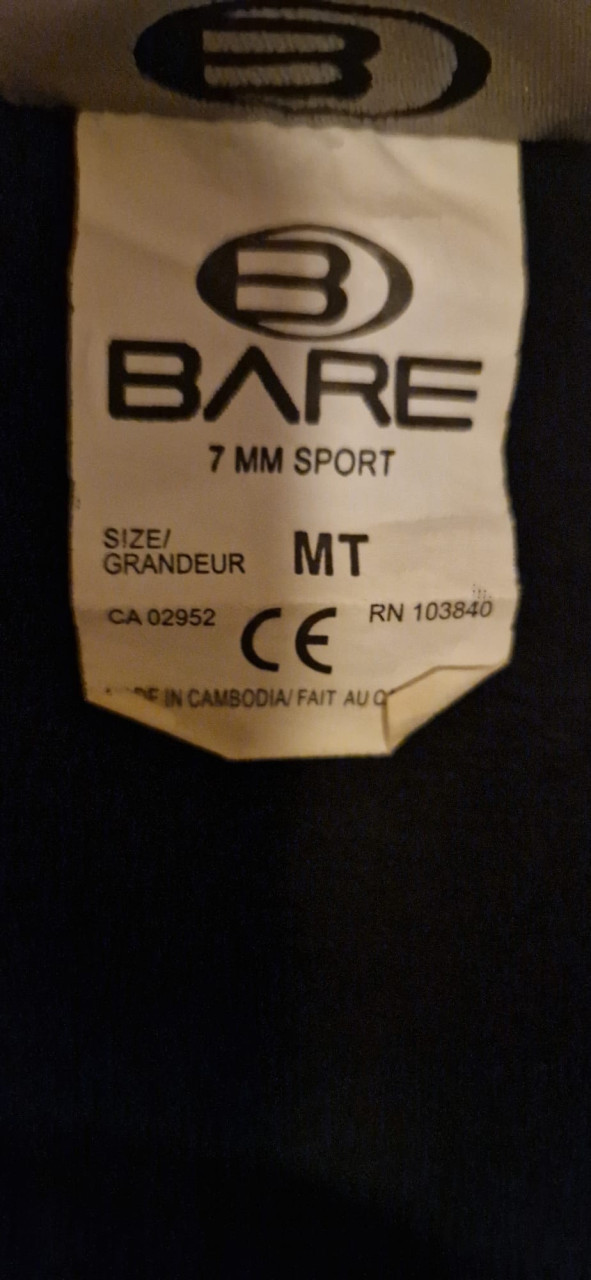 B
B
BARE
7 MM SPORT
SIZE/
GRANDEUR MT
CA 02952 CE RN 103840
IN CAMBODIA/ FAIT AU